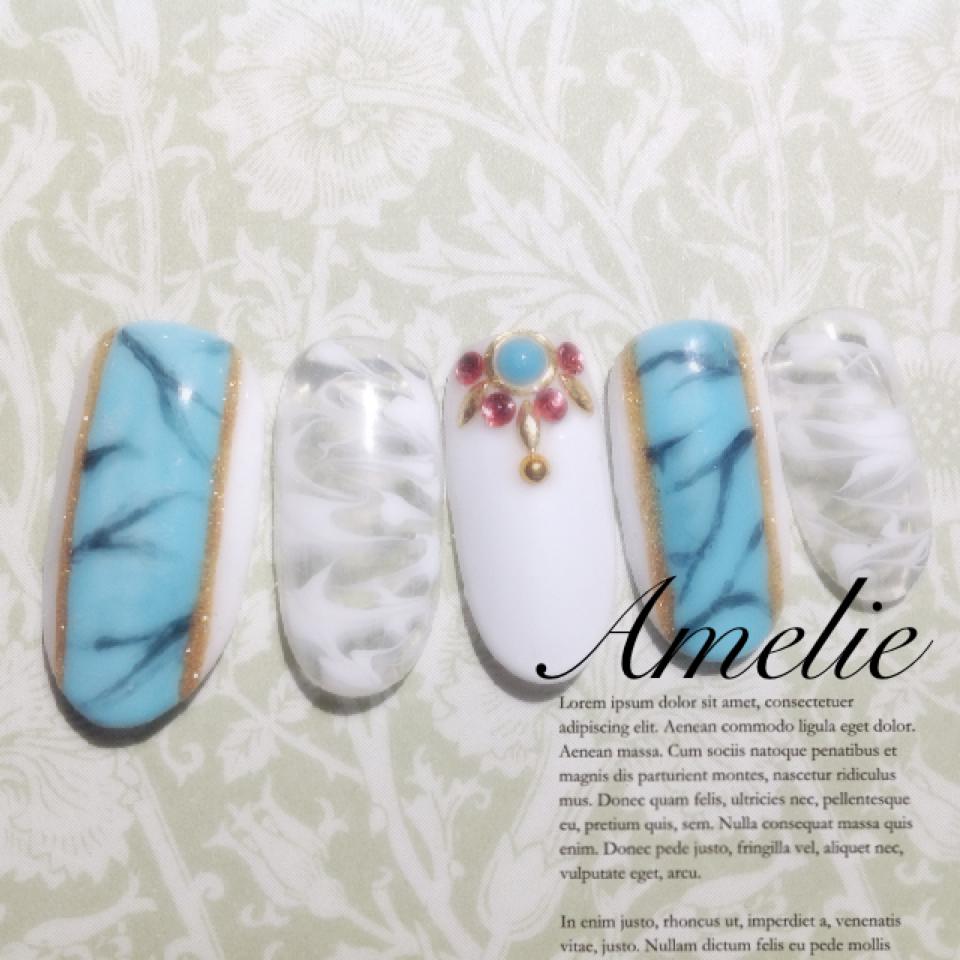 Amelie
Lorem ipsum dolor sit amet, consectetuer
adipiscing elit. Aenean commodo ligula eget dolor.
Aenean massa. Cum sociis natoque penatibus et
magnis dis parturient montes, nascetur ridiculus
mus. Donec quam felis, ultricies nec, pellentesque
eu, pretium quis, sem. Nulla consequat massa quis
enim. Donec pede justo, fringilla vel, aliquet nec,
vulputate eget, arcu.
In enim justo, rhoncus ut, imperdiet a, venenatis
vitae, justo. Nullam dictum felis eu pede mollis